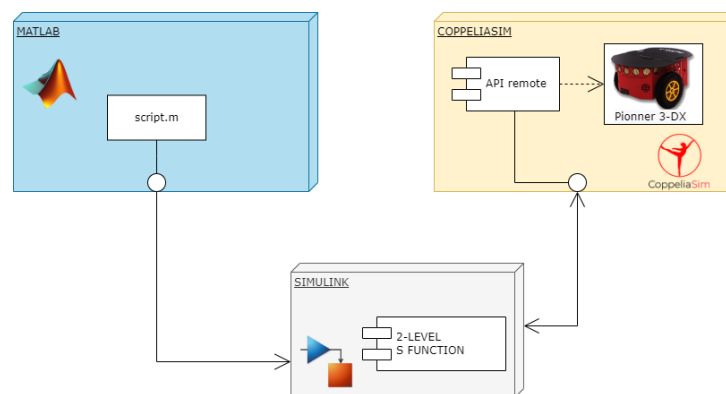 MATLAB
script.m
COPPELIASIM
API remote
Pionner 3-DX
CoppeliaSim
SIMULINK
2-LEVEL
S FUNCTION